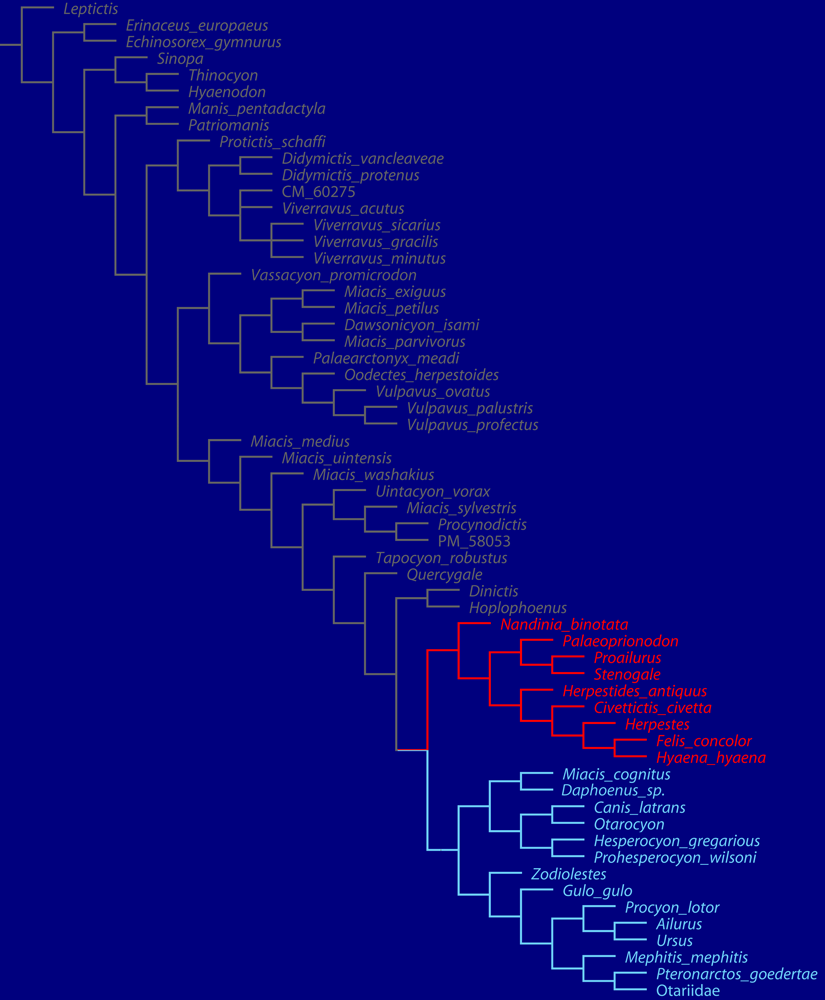 Leptictis
Erinaceus_europaeus
Echinosorex_gymnurus
Sinopa
Thinocyon
Hyaenodon
Manis_pentadactyla
Patriomanis
Protictis_schaffi
Didymictis_vancleaveae
Didymictis_protenus
CM_60275
Viverravus_acutus
Viverravus_sicarius
Viverravus_gracilis
Viverravus_minutus
Vassacyon_promicrodon
Miacis_exiguus
Miacis_petilus
Dawsonicyon_isami
Miacis_parvivorus
Palaearctonyx_meadi
Oodectes_herpestoides
Vulpavus_ovatus
Vulpavus_palustris
Vulpavus_profectus
Miacis_medius
Miacis_uintensis
Miacis_washakius
Uintacyon_vorax
Miacis_sylvestris
Procynodictis
PM_58053
Tapocyon_robustus
Quercygale
Dinictis
Hoplophoenus
Nandinia_binotata
Palaeoprionodon
Proailurus
Stenogale
Herpestides_antiquus
Civettictis_civetta
Herpestes
Felis_concolor
Hyaena_hyaena
Miacis_cognitus
Daphoenus_sp.
Canis_latrans
Otarocyon
Hesperocyon_gregarious
Prohesperocyon_wilsoni
Zodiolestes
Gulo_gulo
Procyon_lotor
Ailurus
Ursus
Mephitis_mephitis
Pteronarctos_goedertae
Otariidae